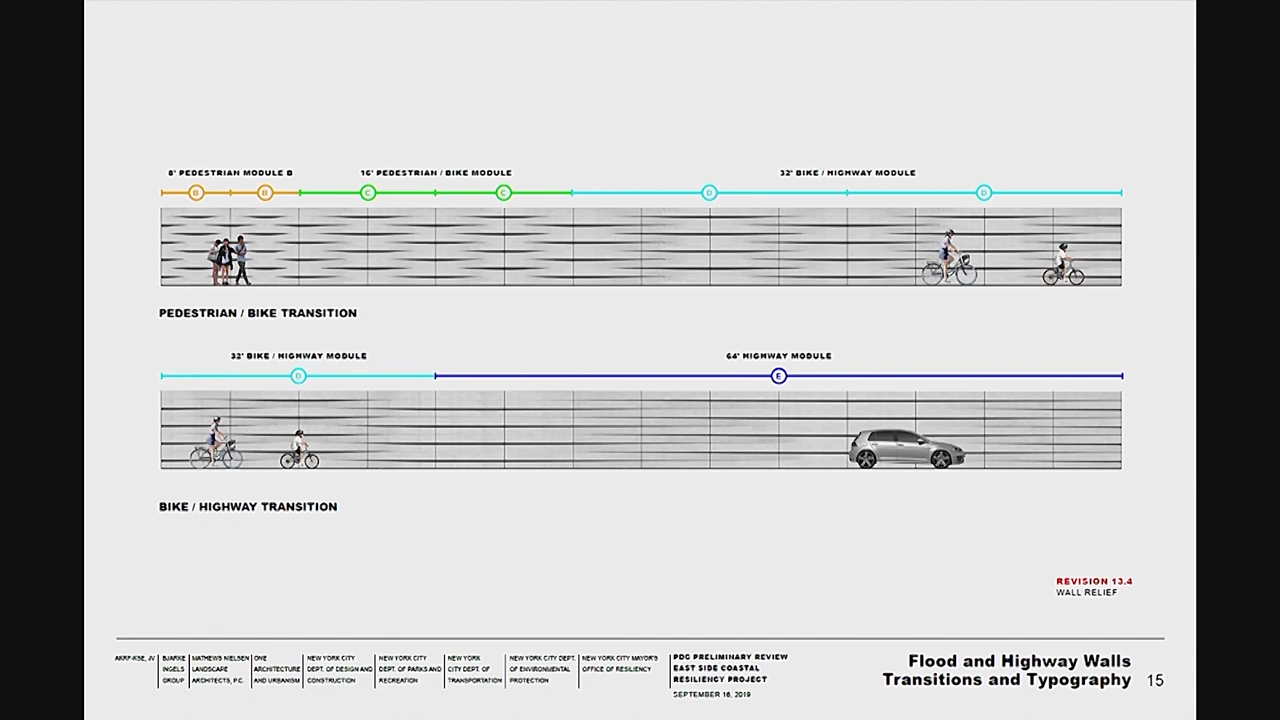 8' PEDESTRIAN MODULE B
16' PEDESTRIAN / BIKE MODULE
32' BIKE / HIGHWAY MODULE
B
B
C
C
D
D
PEDESTRIAN / BIKE TRANSITION
32' BIKE / HIGHWAY MODULE
64' HIGHWAY MODULE
D
E
BIKE / HIGHWAY TRANSITION
REVISION 13.4
WALL RELIEF
AKRF-KSE, JV
BJARKE
INGELS
GROUP
MATHEWS NIELSEN
LANDSCAPE
ARCHITECTS, P.C.
ONE
ARCHITECTURE
AND URBANISM
NEW YORK CITY
DEPT. OF DESIGN AND
CONSTRUCTION
NEW YORK CITY
DEPT. OF PARKS AND
RECREATION
NEW YORK
CITY DEPT. OF
TRANSPORTATION
NEW YORK CITY DEPT.
OF ENVIRONMENTAL
PROTECTION
NEW YORK CITY MAYOR'S
OFFICE OF RESILIENCY
PDC PRELIMINARY REVIEW
EAST SIDE COASTAL
RESILIENCY PROJECT
SEPTEMBER 16, 2019
Flood and Highway Walls
Transitions and Typography
15